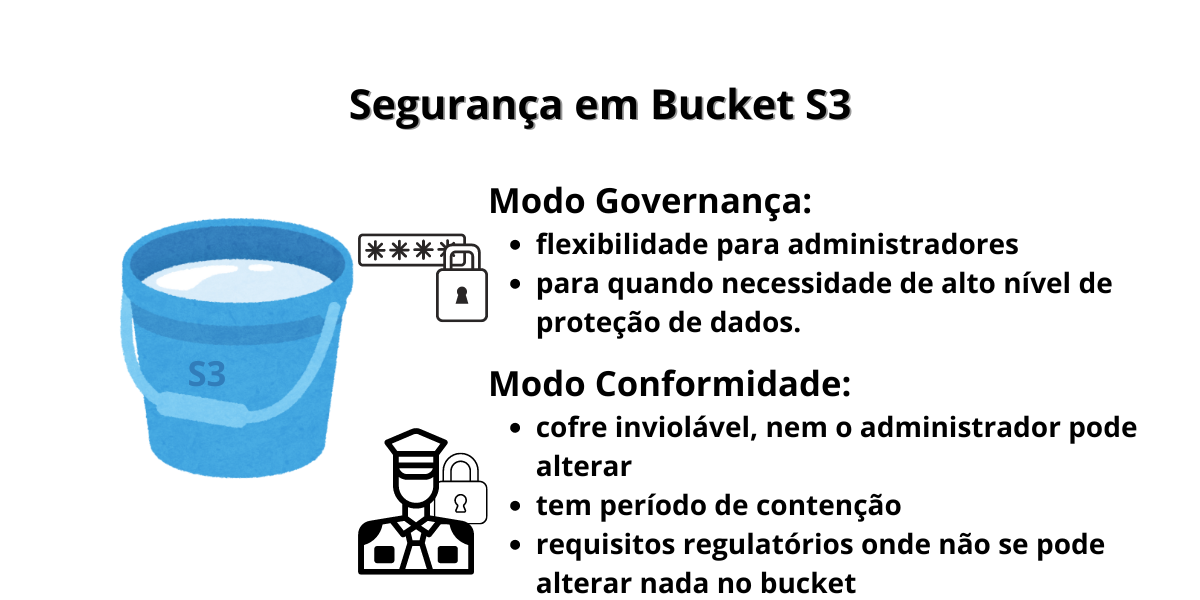 Segurança em Bucket S3
Modo Governança:
• flexibilidade para administradores
• para quando necessidade de alto nível de
proteção de dados.
S3
Modo Conformidade:
• cofre inviolável, nem o administrador pode
alterar
• tem período de contenção
• requisitos regulatórios onde não se pode
alterar nada no bucket